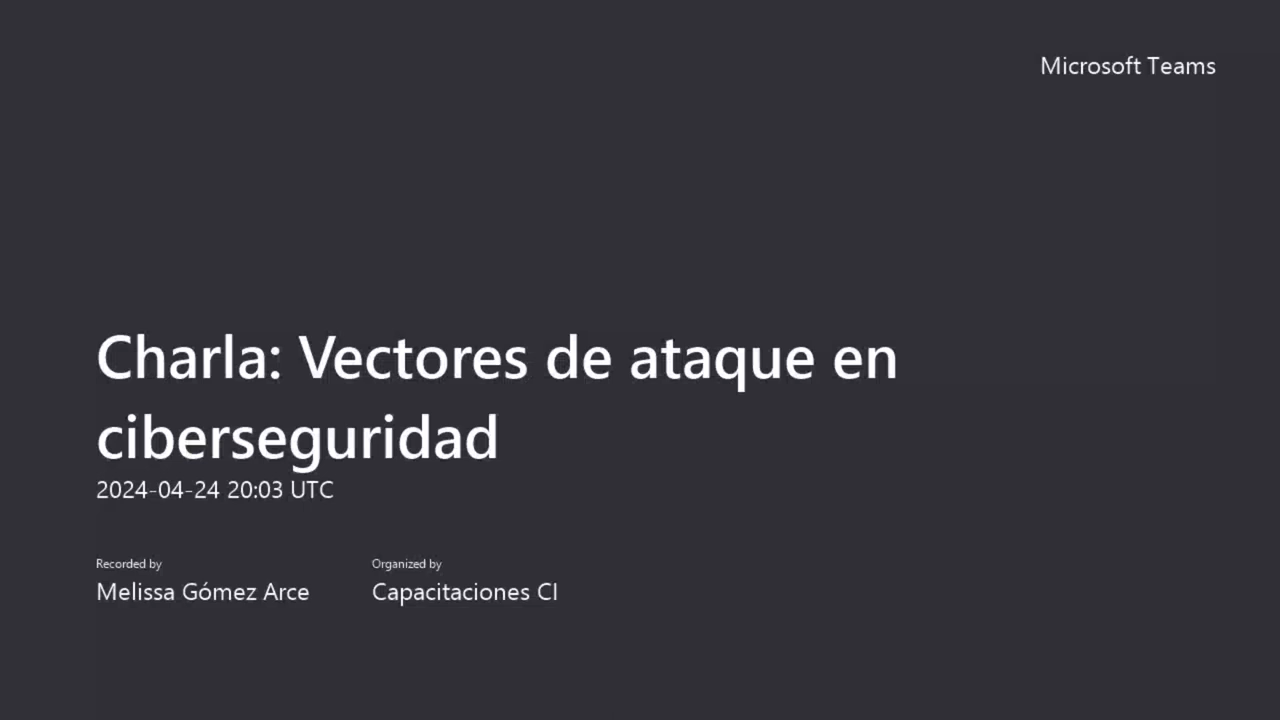 Microsoft Teams
Charla: Vectores de ataque en
ciberseguridad
2024-04-24 20:03 UTC
Recorded by
Melissa Gómez Arce
Organized by
Capacitaciones CI